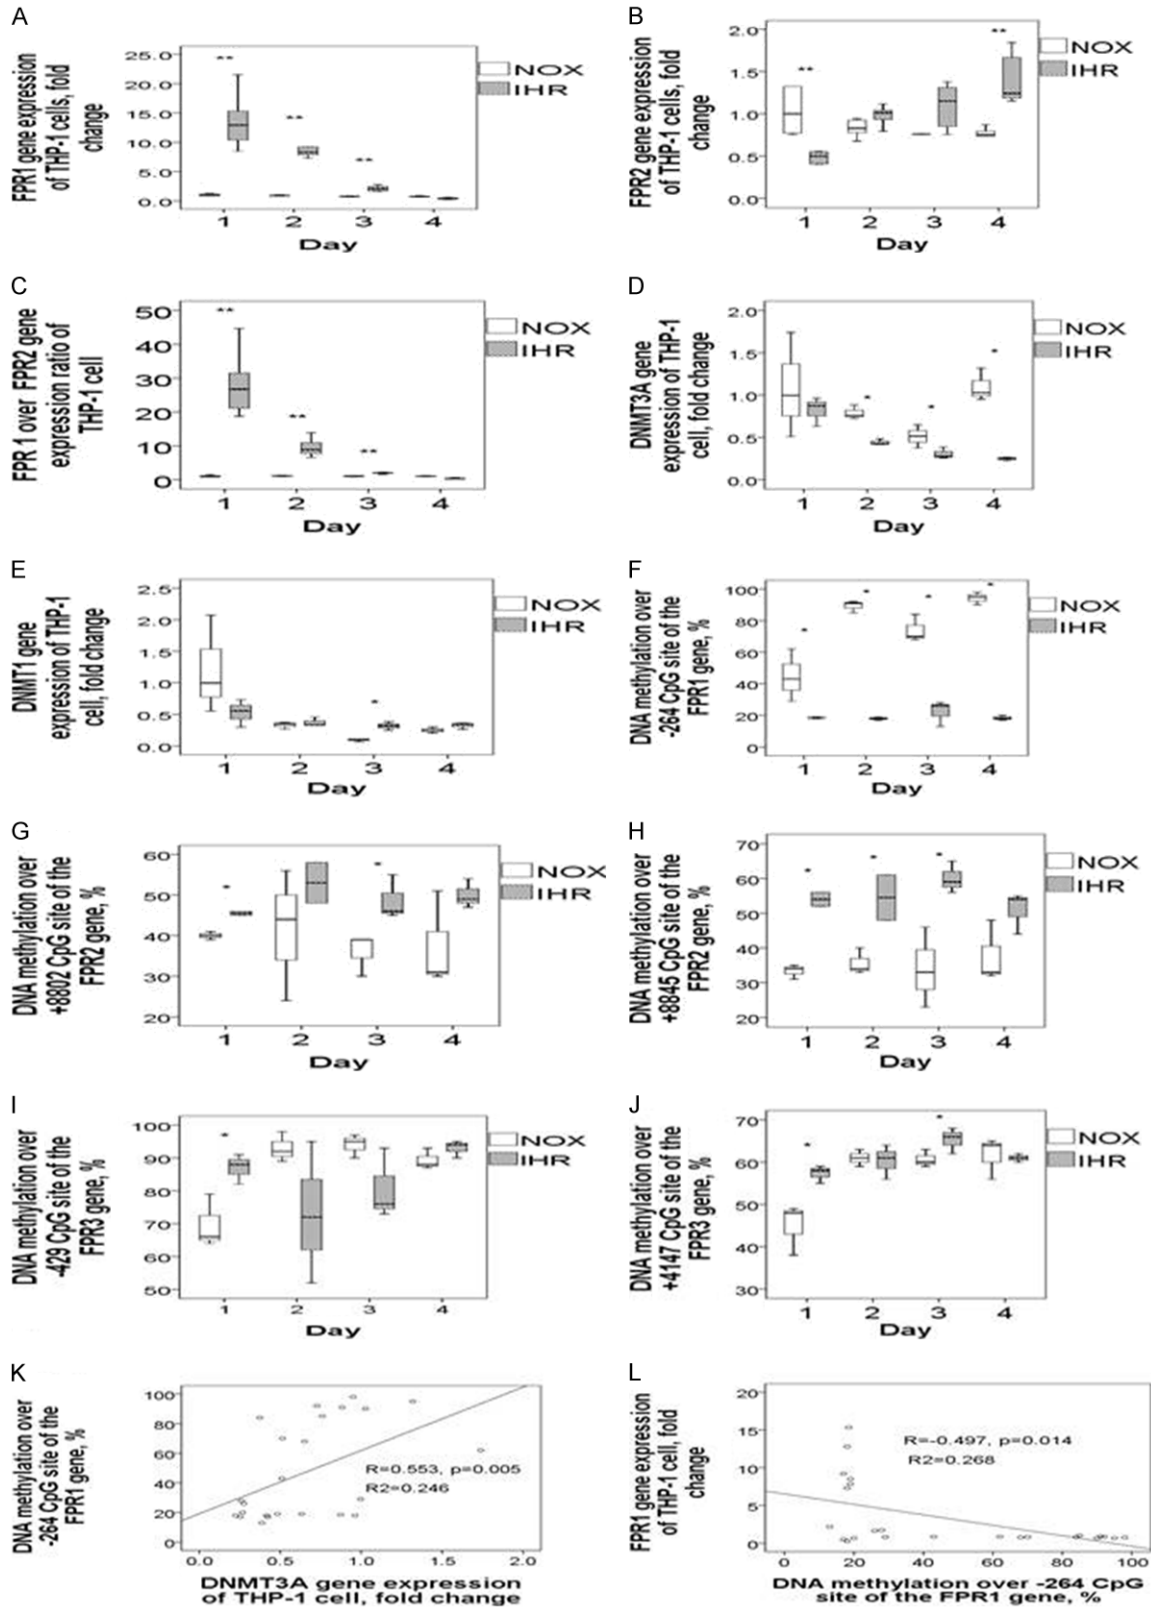 A
FPR1 gene expression
of THP-1 cells, fold
change
25.0
20.0
15.0
10.0
5.0
0.0
**
**
**
NOX
IHR
1 2 3 4
Day
B
FPR2 gene expression
of THP-1 cells, fold
change
2.0
1.5
1.0
0.5
0.0
**
**
NOX
IHR
1 2 3 4
Day
C
FPR 1 over FPR2 gene
expression ratio of
THP-1 cell
50
40
30
20
10
0
**
**
**
NOX
IHR
1 2 3 4
Day
D
DNMT3A gene
expression of THP-1
cell, fold change
2.0
1.5
1.0
0.5
0.0
*
*
*
NOX
IHR
1 2 3 4
Day
E
DNMT1 gene
expression of THP-1
cell, fold change
2.5
2.0
1.5
1.0
0.5
0.0
*
NOX
IHR
1 2 3 4
Day
F
DNA methylation over
-264 CpG site of the
FPR1 gene, %
100
80
60
40
20
0
*
*
*
*
NOX
IHR
1 2 3 4
Day
G
DNA methylation over
+8802 CpG site of the
FPR2 gene, %
60
50
40
30
20
*
*
NOX
IHR
1 2 3 4
Day
H
DNA methylation over
+8845 CpG site of the
FPR2 gene, %
70
60
50
40
30
20
*
*
*
NOX
IHR
1 2 3 4
Day
I
DNA methylation over
-429 CpG site of the
FPR3 gene, %
100
90
80
70
60
50
*
NOX
IHR
1 2 3 4
Day
J
DNA methylation over
+4147 CpG site of the
FPR3 gene, %
70
60
50
40
30
*
*
NOX
IHR
1 2 3 4
Day
K
DNA methylation over
-264 CpG site of the
FPR1 gene, %
100
80
60
40
20
0
R=0.553, p=0.005
R2=0.246
0.0 0.5 1.0 1.5 2.0
DNMT3A gene expression
of THP-1 cell, fold change
L
FPR1 gene expression
of THP-1 cell, fold
change
20
15
10
5
0
R=-0.497, p=0.014
R2=0.268
0 20 40 60 80 100
DNA methylation over -264 CpG
site of the FPR1 gene, %